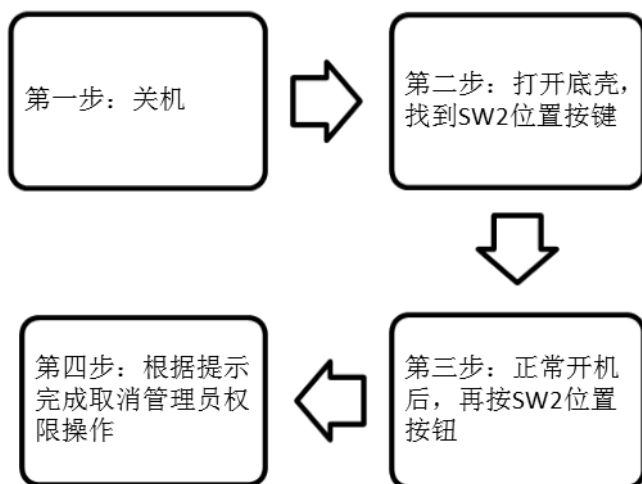 第一步：关机
第二步：打开底壳，
找到SW2位置按键
第三步：正常开机
后，再按SW2位置
按钮
第四步：根据提示
完成取消管理员权
限操作